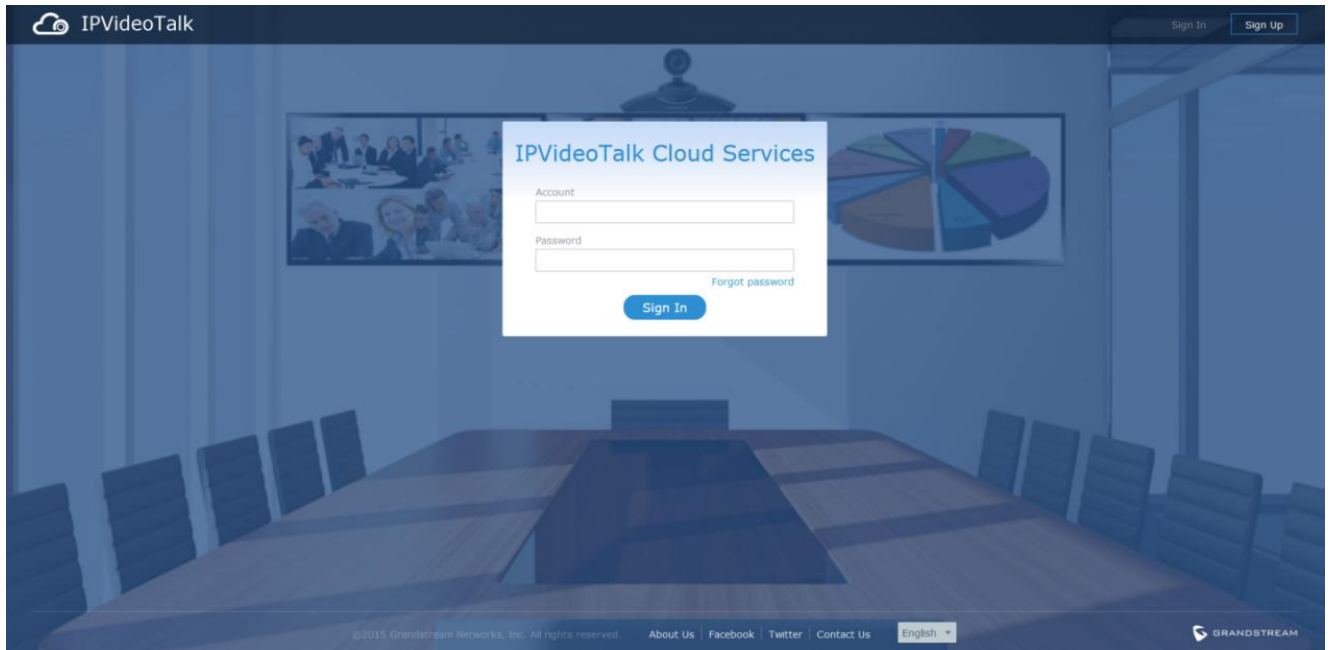 IPVideoTalk
Sign In
Sign Up
IPVideoTalk Cloud Services
Account
Password
Forgot password
Sign In
©2015 Grandstream Networks, Inc. All rights reserved. About Us | Facebook | Twitter | Contact Us English
GRANDSTREAM